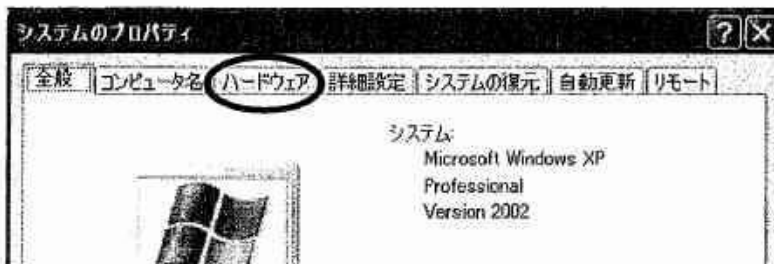 システムのプロパティ
全般 コンピュータ名 ハードウェア 詳細設定 システムの復元 自動更新 リモート
システム:
Microsoft Windows XP
Professional
Version 2002